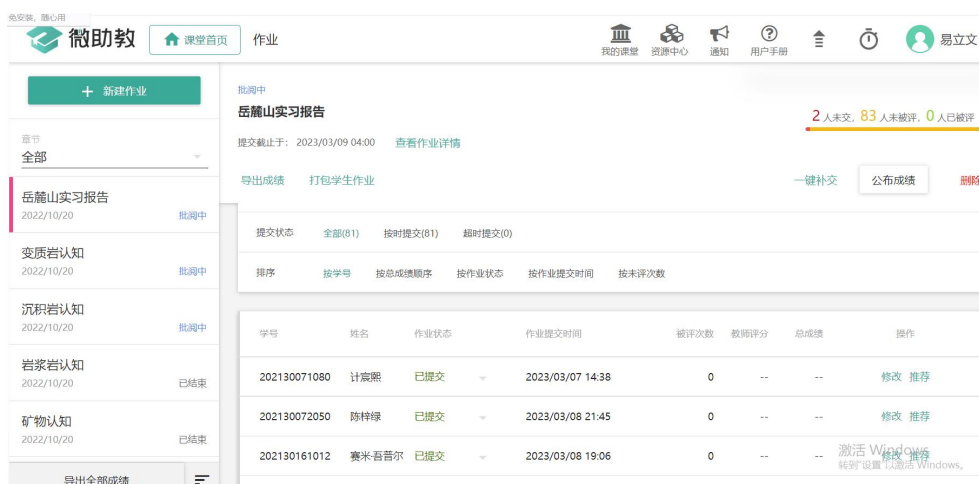 免安装，随心用
微助教 课堂首页 作业 我的课堂 资源中心 通知 用户手册 易立文
+ 新建作业
章节
全部
岳麓山实习报告
2022/10/20 批阅中
变质岩认知
2022/10/20 批阅中
沉积岩认知
2022/10/20 批阅中
岩浆岩认知
2022/10/20 已结束
矿物认知
2022/10/20 已结束
导出全部成绩
批阅中
岳麓山实习报告
2人未交，83人未被评，0人已被评
提交截止于： 2023/03/09 04:00 查看作业详情
导出成绩 打包学生作业 一键补交 公布成绩 删除
提交状态 全部(81) 按时提交(81) 超时提交(0)
排序 按学号 按总成绩顺序 按作业状态 按作业提交时间 按未评次数
学号 姓名 作业状态 作业提交时间 被评次数 教师评分 总成绩 操作
202130071080 计宸熙 已提交 2023/03/07 14:38 0 -- -- 修改 推荐
202130072050 陈梓绿 已提交 2023/03/08 21:45 0 -- -- 修改 推荐
202130161012 赛米·吾普尔 已提交 2023/03/08 19:06 0 -- -- 修改 推荐
激活 Windows
转到"设置"以激活 Windows。